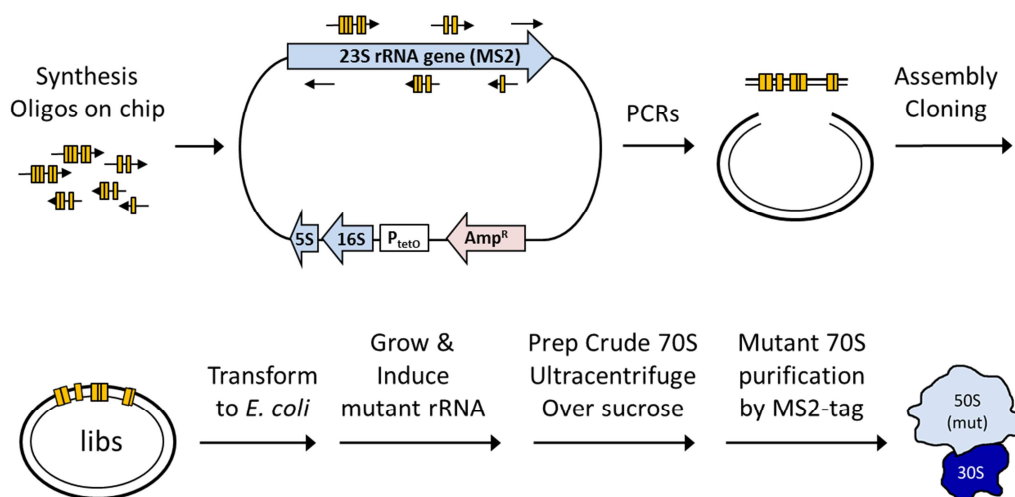 Synthesis
Oligos on chip
23S rRNA gene (MS2)
5S
16S
PtetO
AmpR
PCRs
Assembly
Cloning
libs
Transform
to E. coli
Grow &
Induce
mutant rRNA
Prep Crude 70S
Ultracentrifuge
Over sucrose
Mutant 70S
purification
by MS2-tag
50S
(mut)
30S